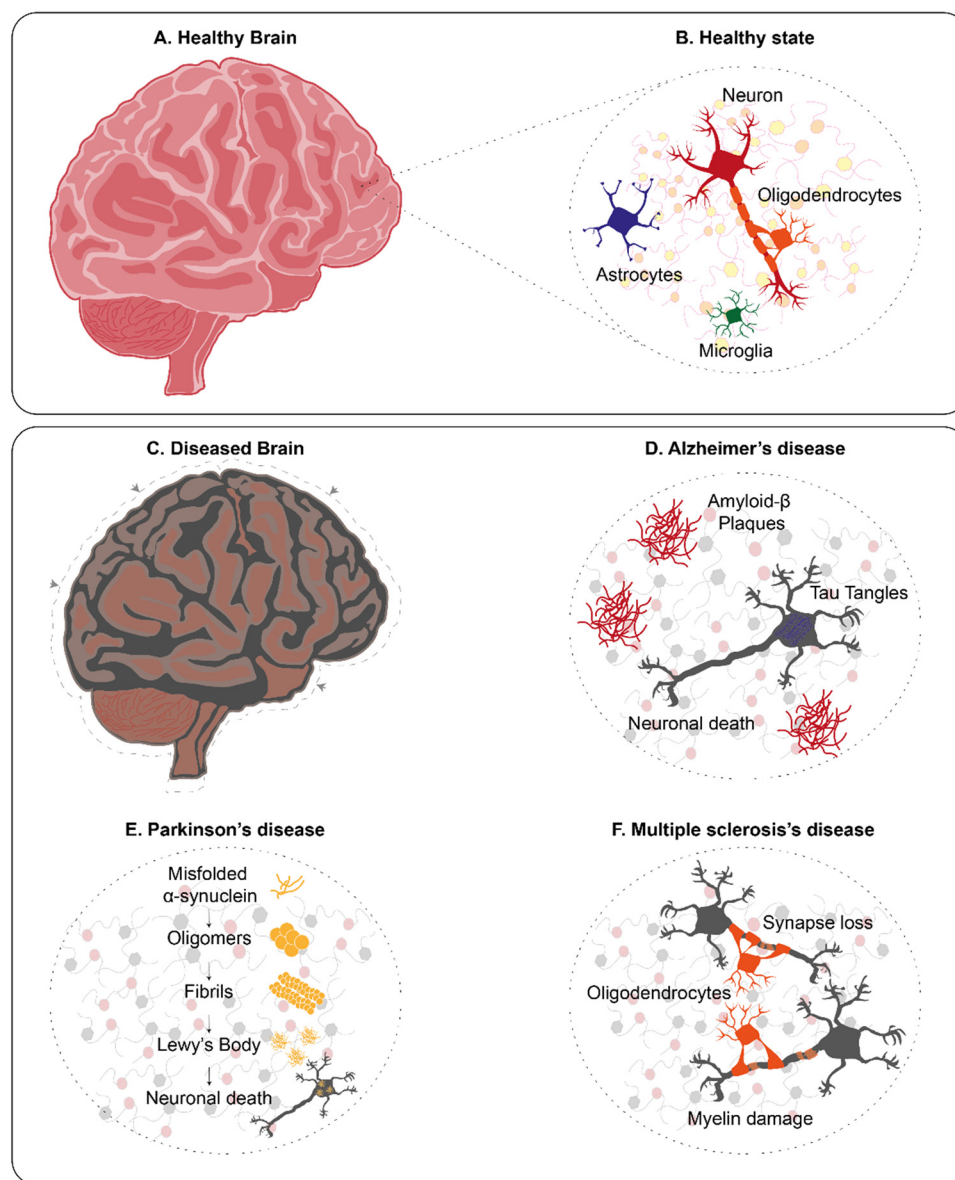 A. Healthy Brain
B. Healthy state
Neuron
Oligodendrocytes
Astrocytes
Microglia
C. Diseased Brain
D. Alzheimer's disease
Amyloid-β
Plaques
Tau Tangles
Neuronal death
E. Parkinson's disease
Misfolded
α-synuclein
Oligomers
Fibrils
Lewy's Body
Neuronal death
F. Multiple sclerosis's disease
Synapse loss
Oligodendrocytes
Myelin damage